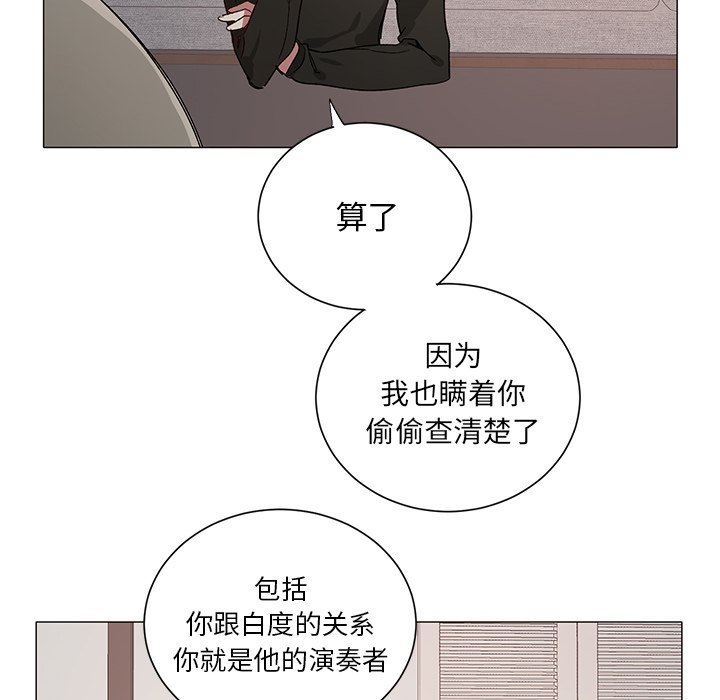 算了
因为
我也瞒着你
偷偷查清楚了
包括
你跟白度的关系
你就是他的演奏者